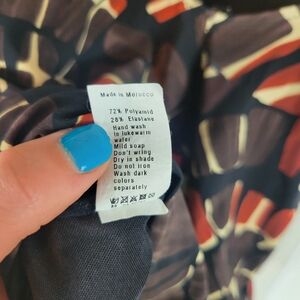 Made in Morocco
72% Polyamid
28% Elastane
Hand wash
in lukewarm
water
Mild soap
Don't wring
Dry in shade
Do not iron
Wash dark
colors
separately